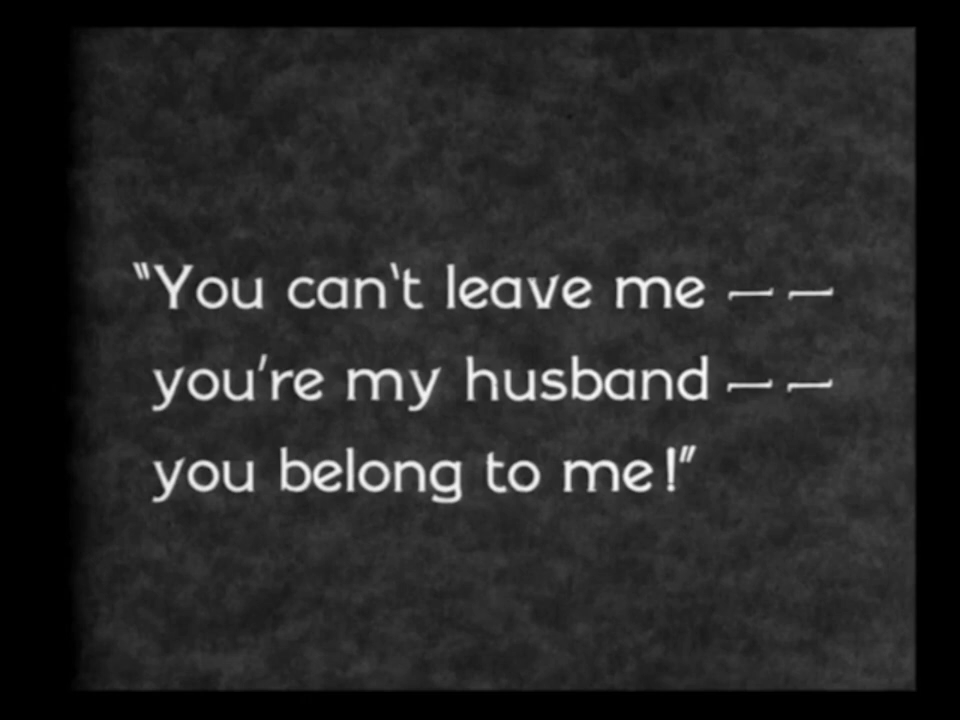 “You can't leave me — —
you're my husband — —
you belong to me!”